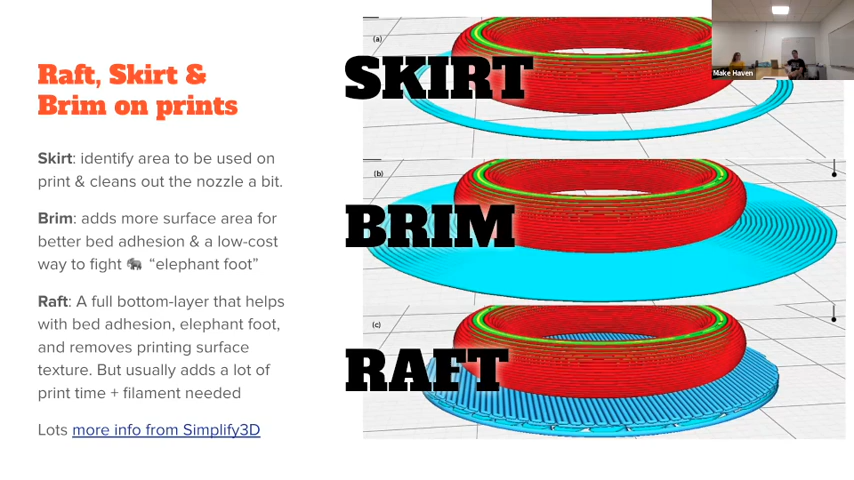 Raft, Skirt &
Brim on prints
Skirt: identify area to be used on
print & cleans out the nozzle a bit.
Brim: adds more surface area for
better bed adhesion & a low-cost
way to fight 🐘 “elephant foot”
Raft: A full bottom-layer that helps
with bed adhesion, elephant foot,
and removes printing surface
texture. But usually adds a lot of
print time + filament needed
Lots more info from Simplify3D
(a)
SKIRT
(b)
BRIM
(c)
RAFT
Make Haven